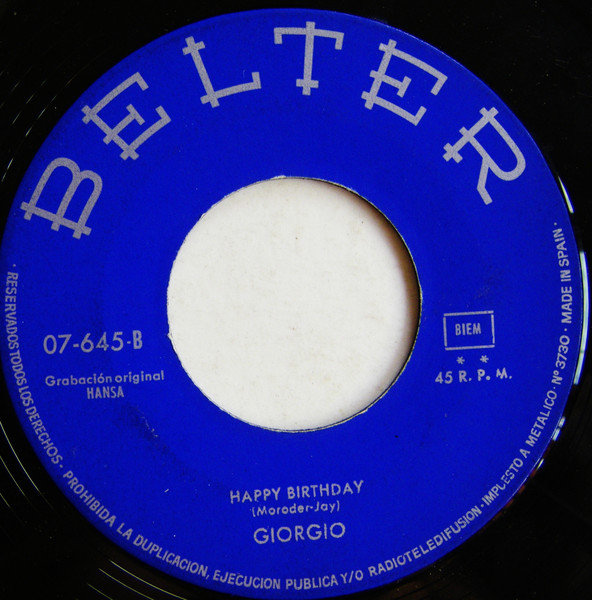 BELTER
07-645-B
Grabación original
HANSA
BIEM
* *
45 R. P. M.
HAPPY BIRTHDAY
(Moroder-Jay)
GIORGIO
· RESERVADOS TODOS LOS DERECHOS · PROHIBIDA LA DUPLICACION, EJECUCION PUBLICA Y/O RADIOTELEDIFUSION · IMPUESTO A METALICO · Nº 3730 · MADE IN SPAIN ·